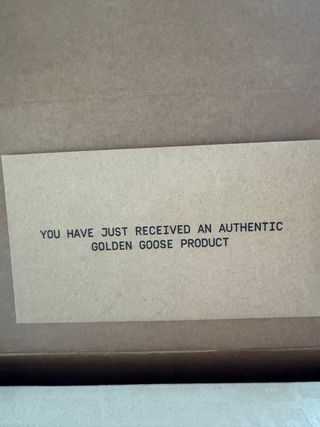 YOU HAVE JUST RECEIVED AN AUTHENTIC
GOLDEN GOOSE PRODUCT